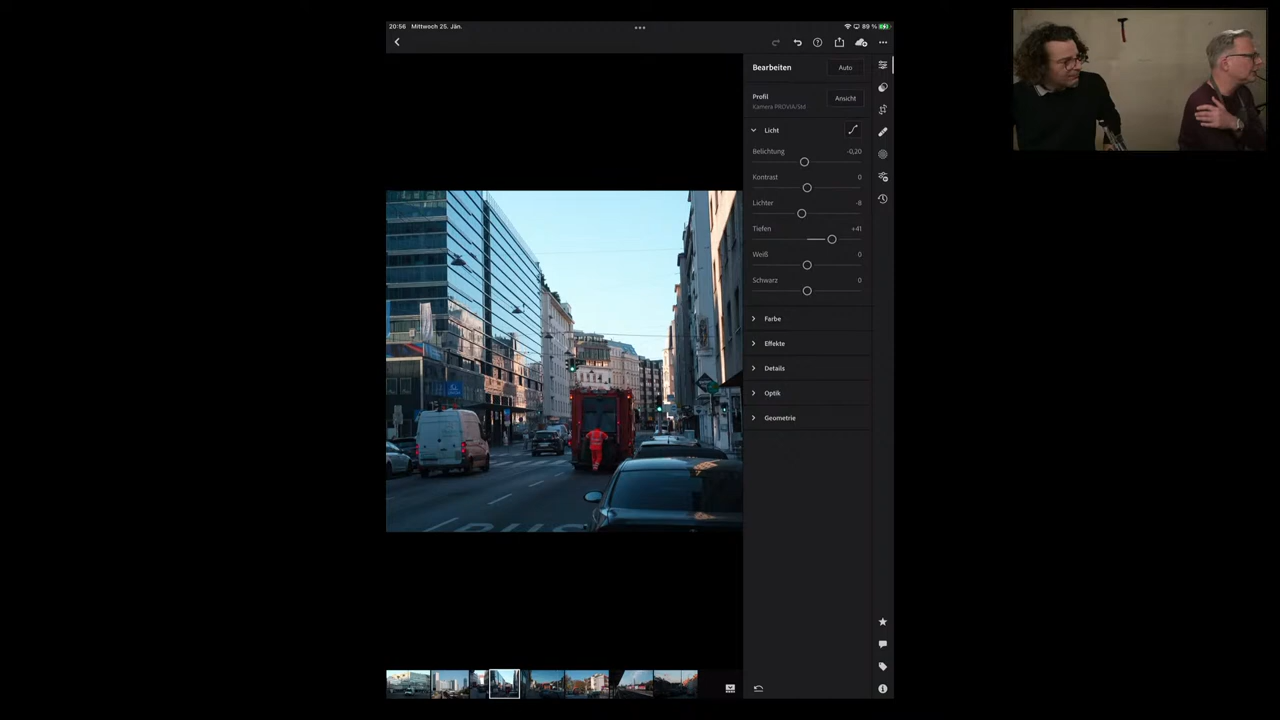 20:56 Mittwoch 25. Jän.
89 %
Bearbeiten
Auto
Profil
Kamera PROVIA/Std
Ansicht
Licht
Belichtung -0,20
Kontrast 0
Lichter -8
Tiefen +41
Weiß 0
Schwarz 0
Farbe
Effekte
Details
Optik
Geometrie
BUS